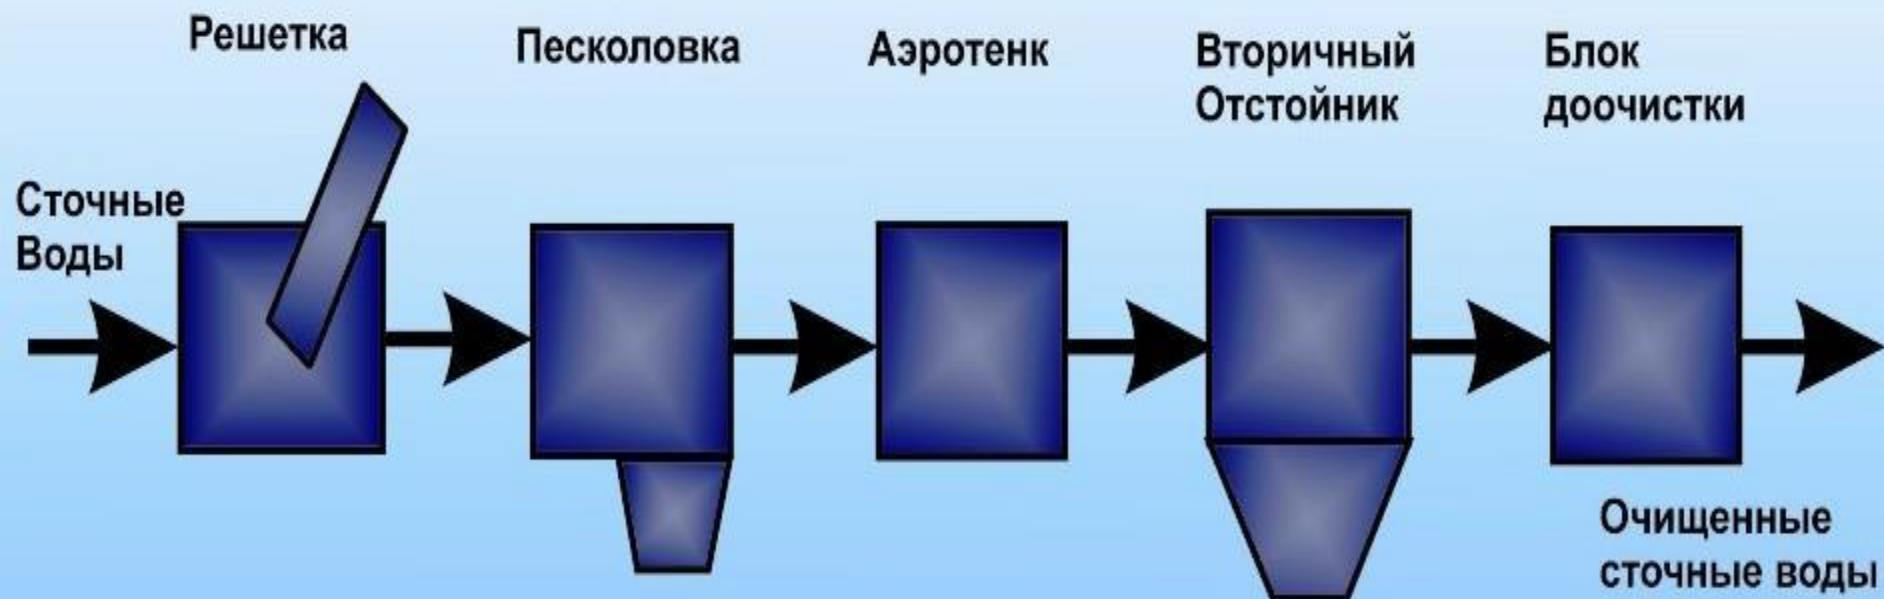 Решетка
Песколовка
Аэротенк
Вторичный
Отстойник
Блок
доочистки
Сточные
Воды
Очищенные
сточные воды